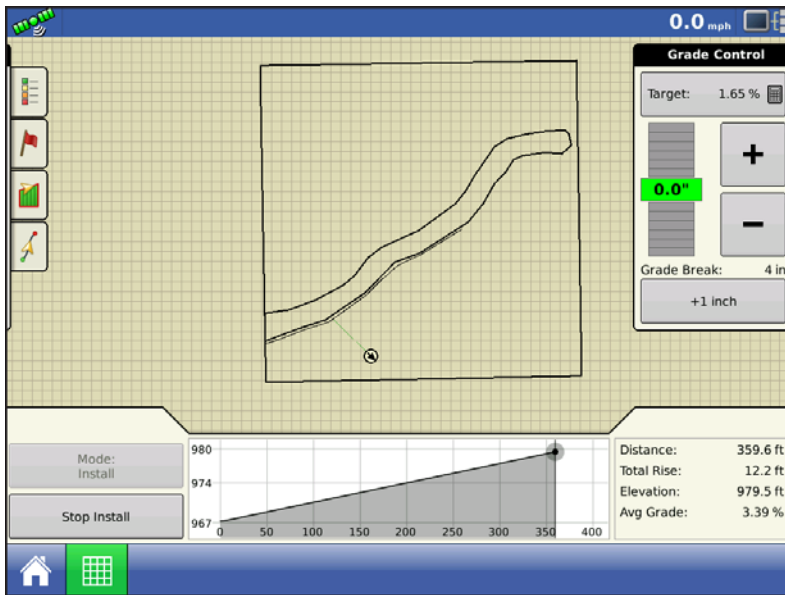 0.0 mph
Grade Control
Target: 1.65 %
+
0.0"
−
Grade Break: 4 in
+1 inch
Mode:
Install
Stop Install
980
974
967
0 50 100 150 200 250 300 350 400
Distance: 359.6 ft
Total Rise: 12.2 ft
Elevation: 979.5 ft
Avg Grade: 3.39 %